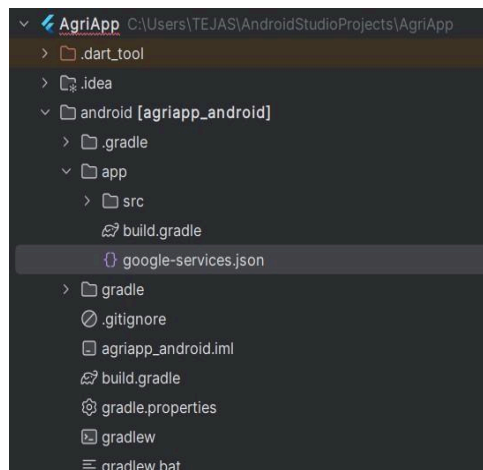 AgriApp C:\Users\TEJAS\AndroidStudioProjects\AgriApp
.dart_tool
.idea
android [agriapp_android]
.gradle
app
src
build.gradle
google-services.json
gradle
.gitignore
agriapp_android.iml
build.gradle
gradle.properties
gradlew
gradlew.bat